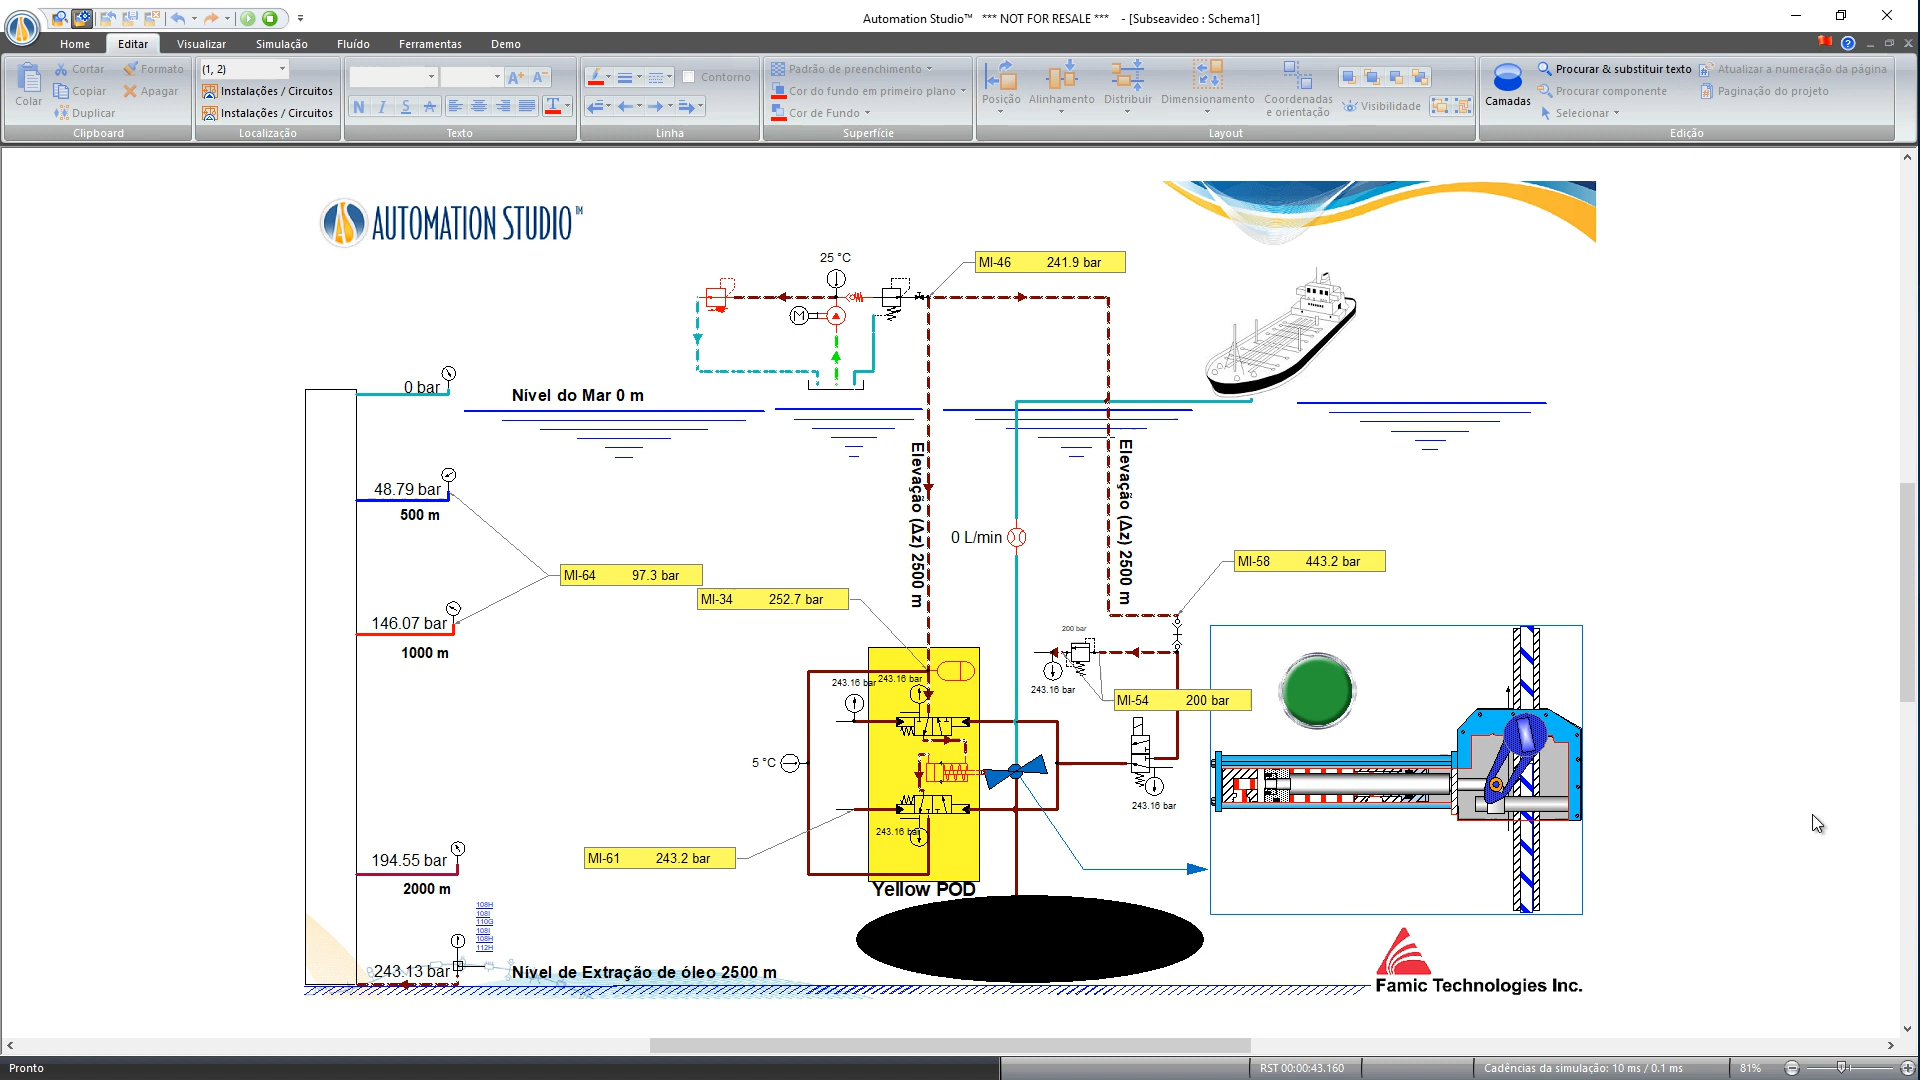 Automation Studio™   *** NOT FOR RESALE ***   - [Subseavideo : Schema1]
Home Editar Visualizar Simulação Fluído Ferramentas Demo
Colar
Cortar
Copiar
Duplicar
Formato
Apagar
Clipboard
(1, 2)
Instalações / Circuitos
Instalações / Circuitos
Localização
A+ A-
N I S A
T
Texto
Contorno
Linha
Padrão de preenchimento
Cor do fundo em primeiro plano
Cor de Fundo
Superfície
Posição
Alinhamento
Distribuir
Dimensionamento
Coordenadas
e orientação
Visibilidade
Layout
Camadas
Procurar & substituir texto
Procurar componente
Selecionar
Atualizar a numeração da página
Paginação do projeto
Edição
AUTOMATION STUDIO™
25 °C
MI-46 241.9 bar
M
0 bar
Nível do Mar 0 m
48.79 bar
500 m
Elevação (Δz) 2500 m
Elevação (Δz) 2500 m
0 L/min
MI-58 443.2 bar
MI-64 97.3 bar
MI-34 252.7 bar
146.07 bar
1000 m
200 bar
243.16 bar
243.16 bar
243.16 bar
MI-54 200 bar
5 °C
243.16 bar
243.16 bar
MI-61 243.2 bar
194.55 bar
2000 m
Yellow POD
108H
108I
110G
108I
108H
112H
243.13 bar
Nível de Extração de óleo 2500 m
Famic Technologies Inc.
Pronto
RST 00:00:43.160
Cadências da simulação: 10 ms / 0.1 ms
81%